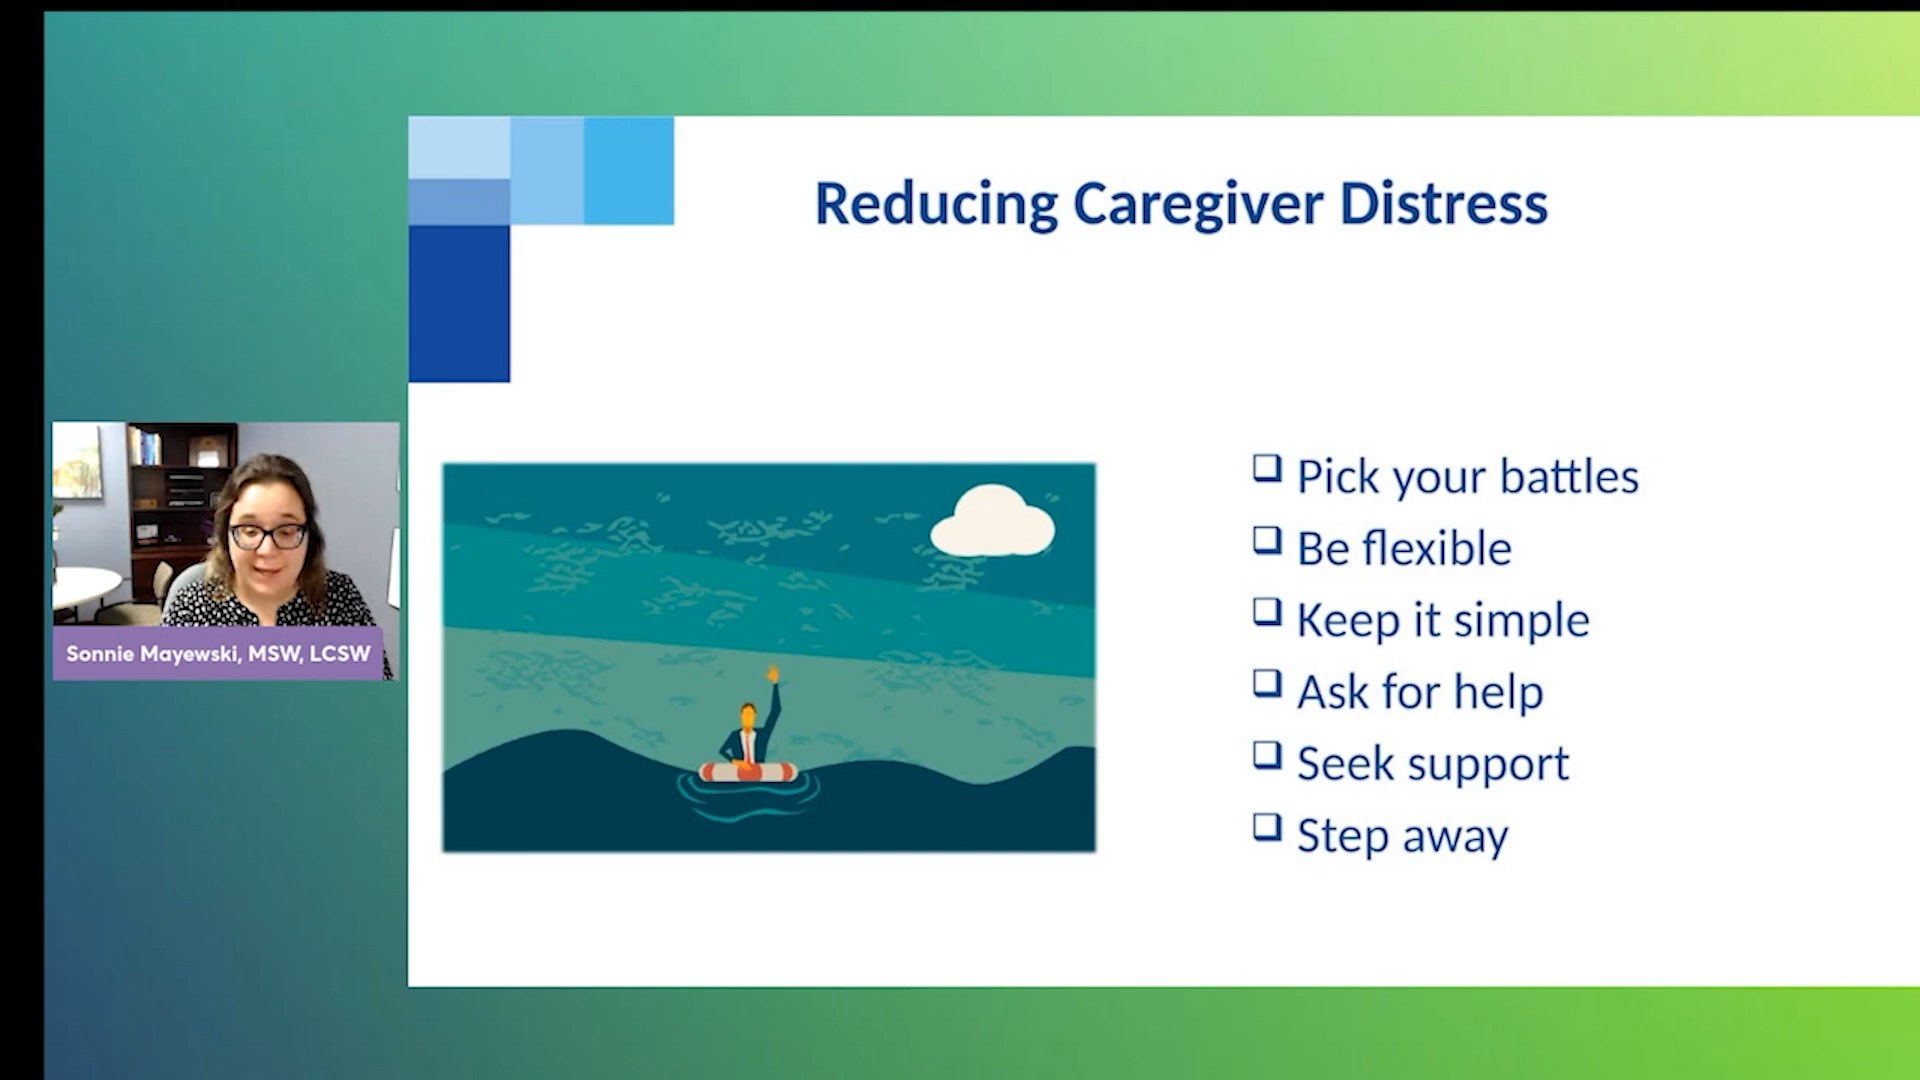 Reducing Caregiver Distress
Sonnie Mayewski, MSW, LCSW
Pick your battles
Be flexible
Keep it simple
Ask for help
Seek support
Step away